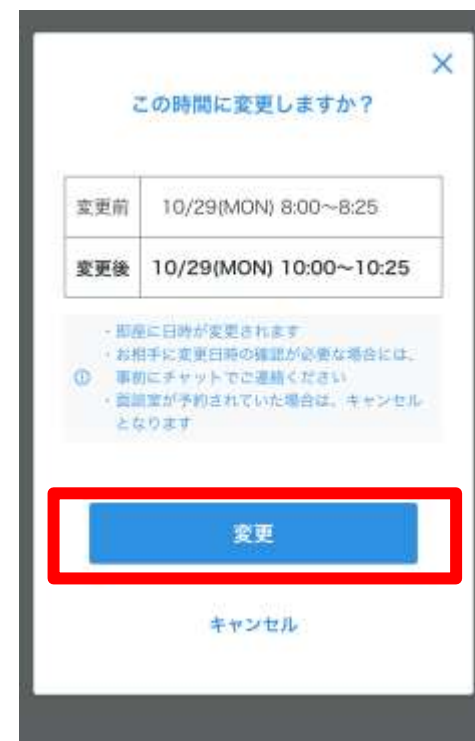 この時間に変更しますか？
変更前 10/29(MON) 8:00〜8:25
変更後 10/29(MON) 10:00〜10:25
・即座に日時が変更されます
・お相手に変更日時の確認が必要な場合には、
事前にチャットでご連絡ください
・面談室が予約されていた場合は、キャンセル
となります
変更
キャンセル